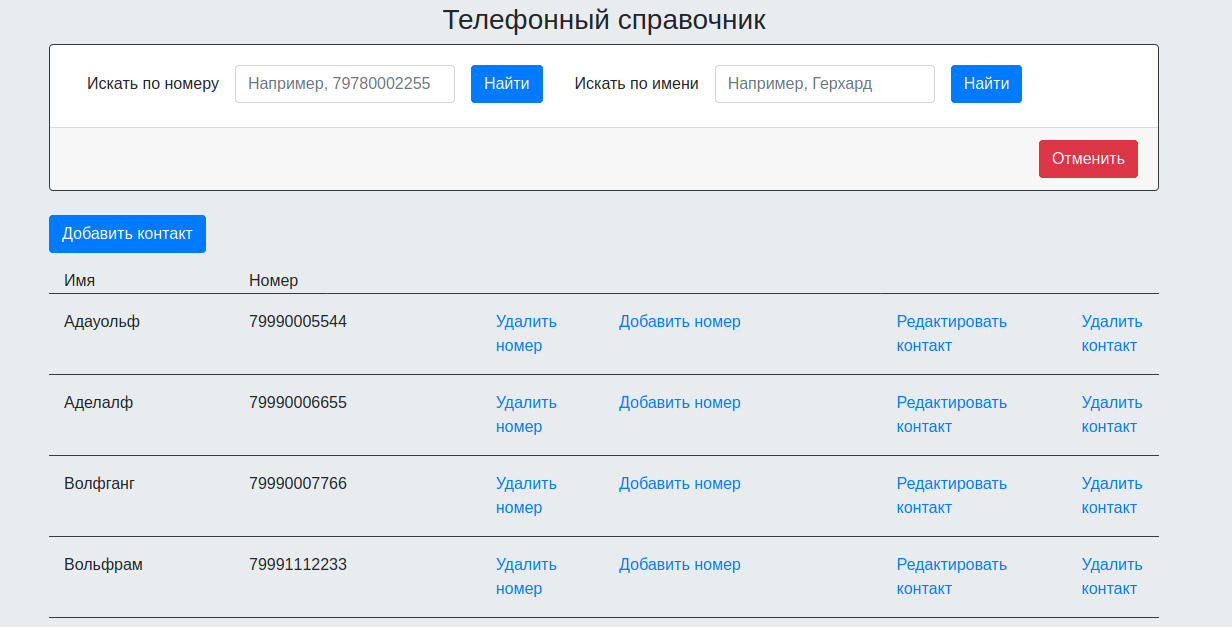 Телефонный справочник
Искать по номеру Например, 79780002255 Найти Искать по имени Например, Герхард Найти
Отменить
Добавить контакт
Имя Номер
Адауольф 79990005544 Удалить Добавить номер Редактировать Удалить
номер контакт контакт
Аделалф 79990006655 Удалить Добавить номер Редактировать Удалить
номер контакт контакт
Волфганг 79990007766 Удалить Добавить номер Редактировать Удалить
номер контакт контакт
Вольфрам 79991112233 Удалить Добавить номер Редактировать Удалить
номер контакт контакт